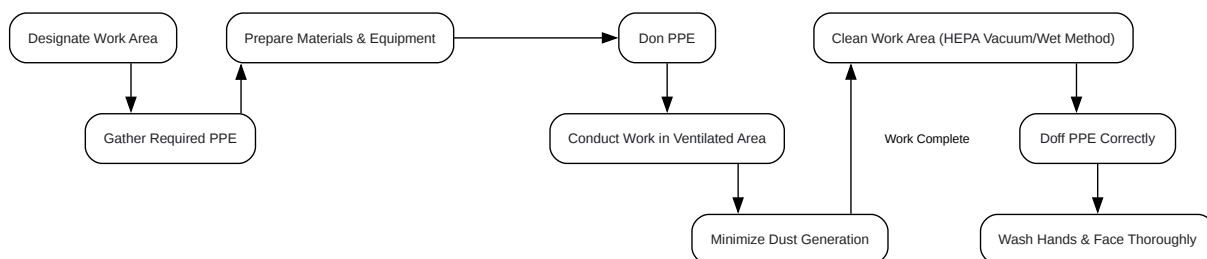 Designate Work Area
Gather Required PPE
Prepare Materials & Equipment
Don PPE
Conduct Work in Ventilated Area
Minimize Dust Generation
Work Complete
Clean Work Area (HEPA Vacuum/Wet Method)
Doff PPE Correctly
Wash Hands & Face Thoroughly